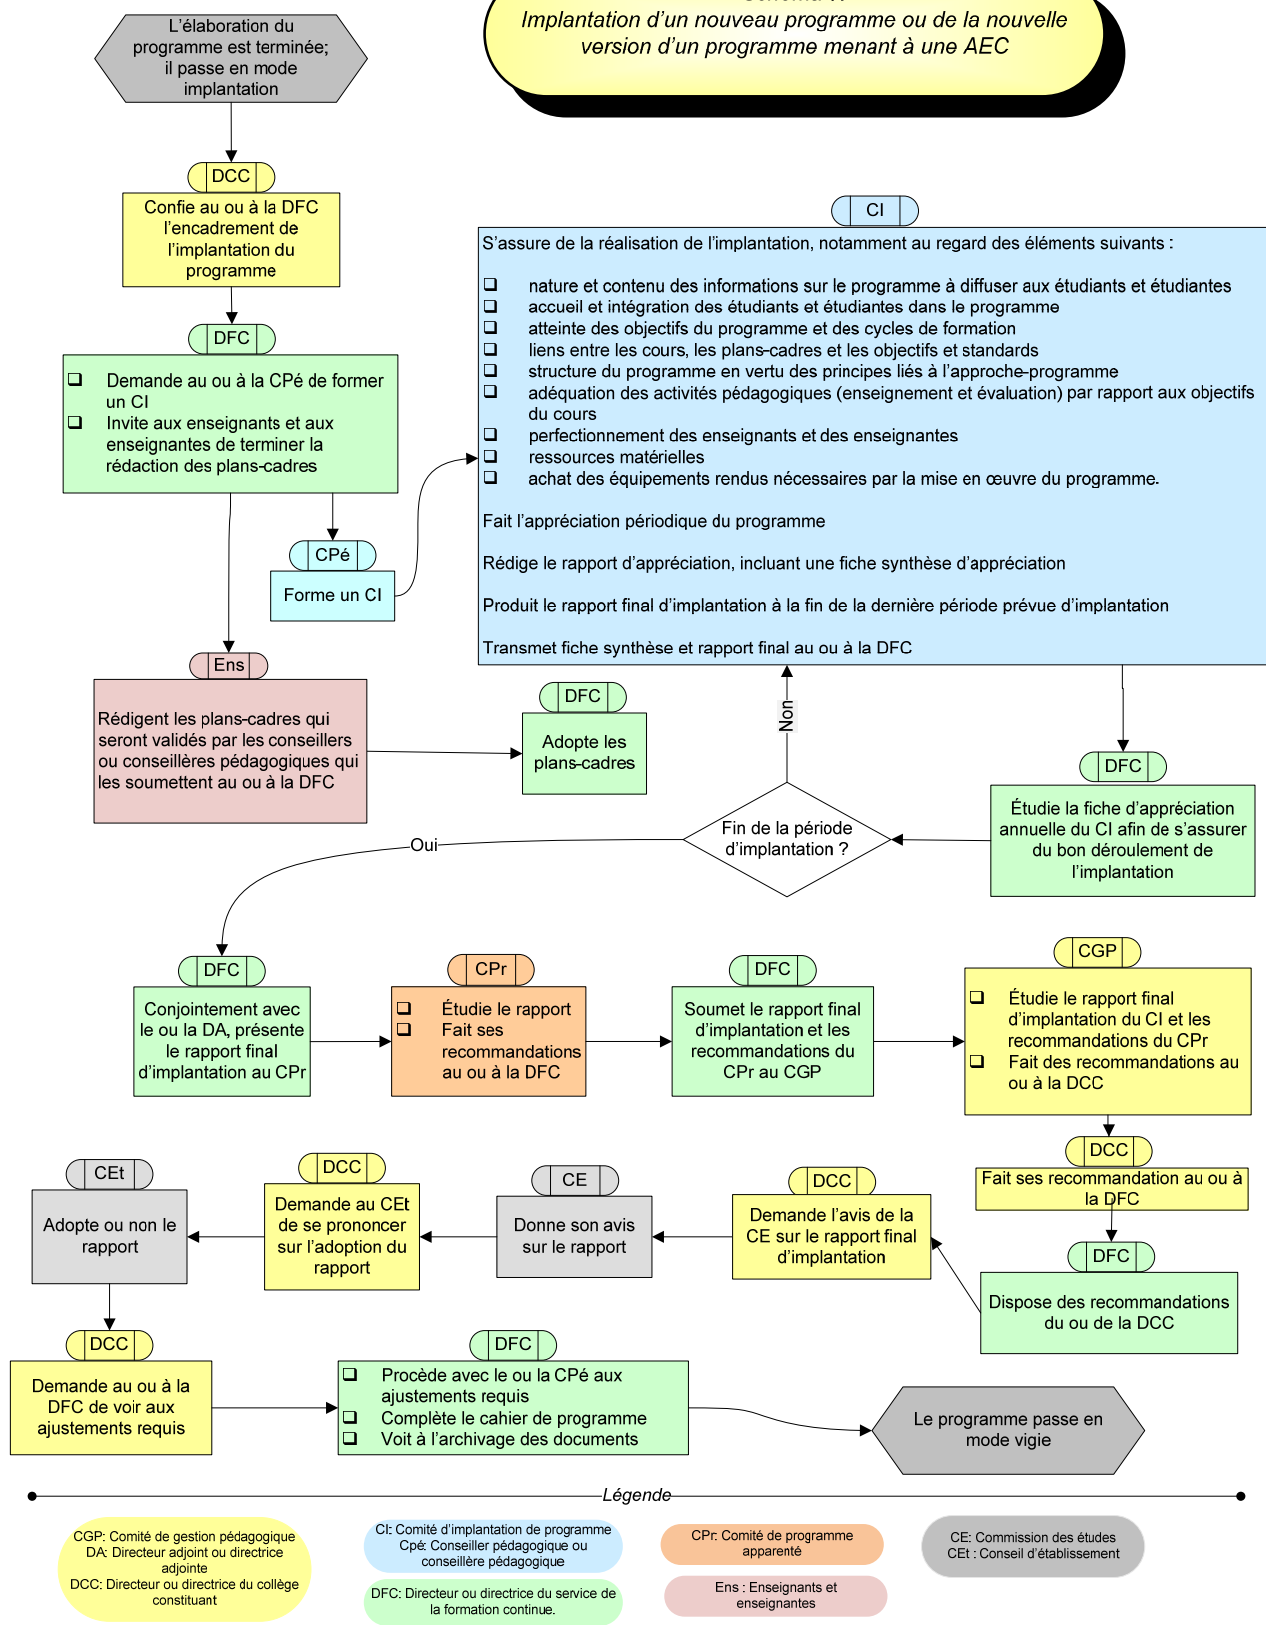 Implantation d'un nouveau programme ou de la nouvelle
version d'un programme menant à une AEC
L'élaboration du
programme est terminée;
il passe en mode
implantation
DCC
Confie au ou à la DFC
l'encadrement de
l'implantation du
programme
DFC
❑ Demande au ou à la CPé de former
un CI
❑ Invite aux enseignants et aux
enseignantes de terminer la
rédaction des plans-cadres
CPé
Forme un CI
CI
S'assure de la réalisation de l'implantation, notamment au regard des éléments suivants :
❑ nature et contenu des informations sur le programme à diffuser aux étudiants et étudiantes
❑ accueil et intégration des étudiants et étudiantes dans le programme
❑ atteinte des objectifs du programme et des cycles de formation
❑ liens entre les cours, les plans-cadres et les objectifs et standards
❑ structure du programme en vertu des principes liés à l'approche-programme
❑ adéquation des activités pédagogiques (enseignement et évaluation) par rapport aux objectifs
du cours
❑ perfectionnement des enseignants et des enseignantes
❑ ressources matérielles
❑ achat des équipements rendus nécessaires par la mise en œuvre du programme.
Fait l'appréciation périodique du programme
Rédige le rapport d'appréciation, incluant une fiche synthèse d'appréciation
Produit le rapport final d'implantation à la fin de la dernière période prévue d'implantation
Transmet fiche synthèse et rapport final au ou à la DFC
Ens
Rédigent les plans-cadres qui
seront validés par les conseillers
ou conseillères pédagogiques qui
les soumettent au ou à la DFC
DFC
Adopte les
plans-cadres
DFC
Étudie la fiche d'appréciation
annuelle du CI afin de s'assurer
du bon déroulement de
l'implantation
Fin de la période
d'implantation ?
Non
Oui
DFC
Conjointement avec
le ou la DA, présente
le rapport final
d'implantation au CPr
CPr
❑ Étudie le rapport
❑ Fait ses
recommandations
au ou à la DFC
DFC
Soumet le rapport final
d'implantation et les
recommandations du
CPr au CGP
CGP
❑ Étudie le rapport final
d'implantation du CI et les
recommandations du CPr
❑ Fait des recommandations au
ou à la DCC
DCC
Fait ses recommandation au ou à
la DFC
DFC
Dispose des recommandations
du ou de la DCC
DCC
Demande l'avis de la
CE sur le rapport final
d'implantation
CE
Donne son avis
sur le rapport
DCC
Demande au CEt
de se prononcer
sur l'adoption du
rapport
CEt
Adopte ou non le
rapport
DCC
Demande au ou à la
DFC de voir aux
ajustements requis
DFC
❑ Procède avec le ou la CPé aux
ajustements requis
❑ Complète le cahier de programme
❑ Voit à l'archivage des documents
Le programme passe en
mode vigie
Légende
CGP: Comité de gestion pédagogique
DA: Directeur adjoint ou directrice
adjointe
DCC: Directeur ou directrice du collège
constituant
CI: Comité d'implantation de programme
Cpé: Conseiller pédagogique ou
conseillère pédagogique
DFC: Directeur ou directrice du service de
la formation continue.
CPr: Comité de programme
apparenté
Ens : Enseignants et
enseignantes
CE: Commission des études
CEt : Conseil d'établissement